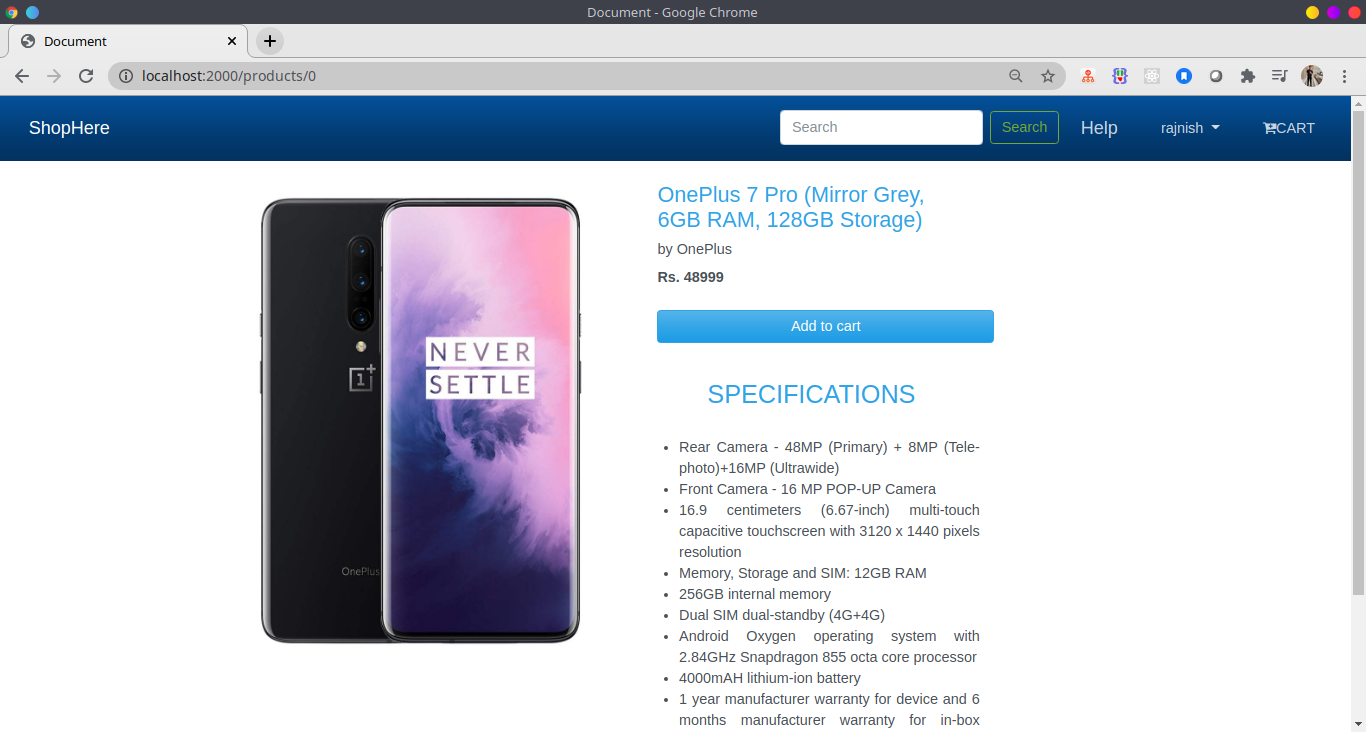 Document - Google Chrome
Document
localhost:2000/products/0
ShopHere
Search
Search
Help
rajnish
CART
OnePlus 7 Pro (Mirror Grey,
6GB RAM, 128GB Storage)
by OnePlus
Rs. 48999
Add to cart
NEVER
SETTLE
1+
OnePlus
SPECIFICATIONS
• Rear Camera - 48MP (Primary) + 8MP (Tele-
photo)+16MP (Ultrawide)
• Front Camera - 16 MP POP-UP Camera
• 16.9 centimeters (6.67-inch) multi-touch
capacitive touchscreen with 3120 x 1440 pixels
resolution
• Memory, Storage and SIM: 12GB RAM
• 256GB internal memory
• Dual SIM dual-standby (4G+4G)
• Android Oxygen operating system with
2.84GHz Snapdragon 855 octa core processor
• 4000mAH lithium-ion battery
• 1 year manufacturer warranty for device and 6
months manufacturer warranty for in-box